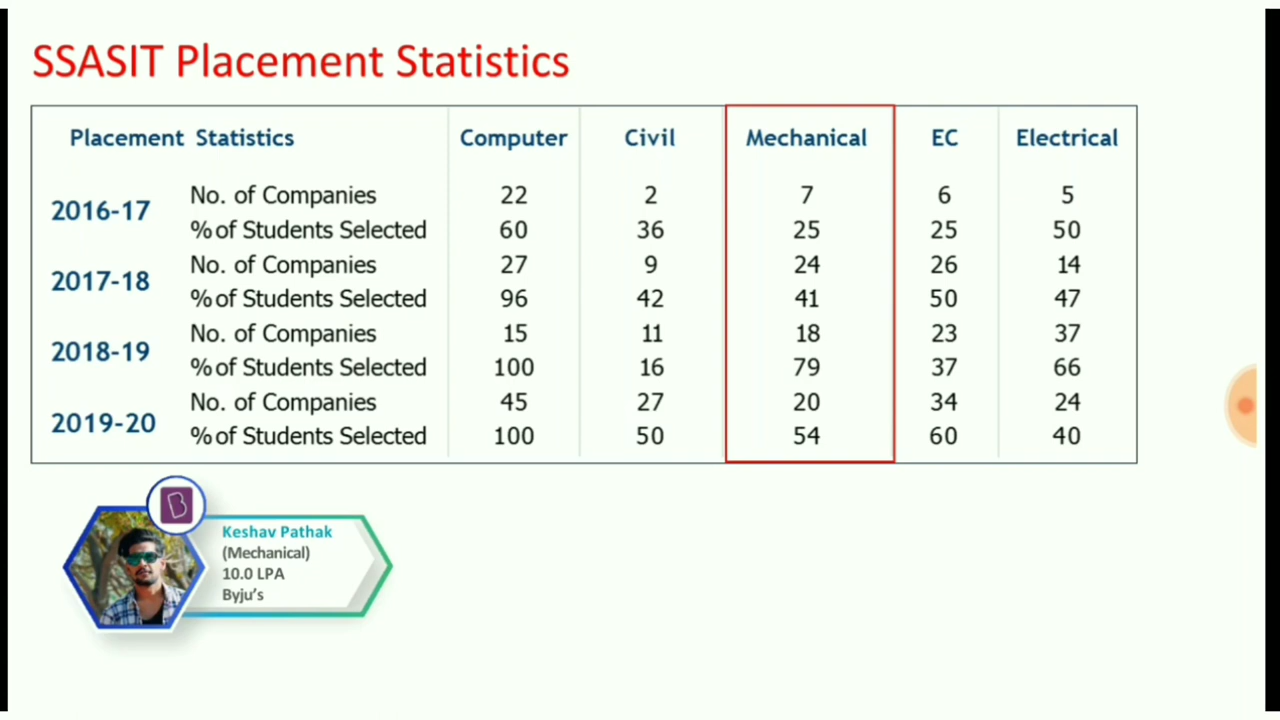 SSASIT Placement Statistics
Placement Statistics Computer Civil Mechanical EC Electrical
2016-17 No. of Companies 22 2 7 6 5
% of Students Selected 60 36 25 25 50
2017-18 No. of Companies 27 9 24 26 14
% of Students Selected 96 42 41 50 47
2018-19 No. of Companies 15 11 18 23 37
% of Students Selected 100 16 79 37 66
2019-20 No. of Companies 45 27 20 34 24
% of Students Selected 100 50 54 60 40
B
Keshav Pathak
(Mechanical)
10.0 LPA
Byju's